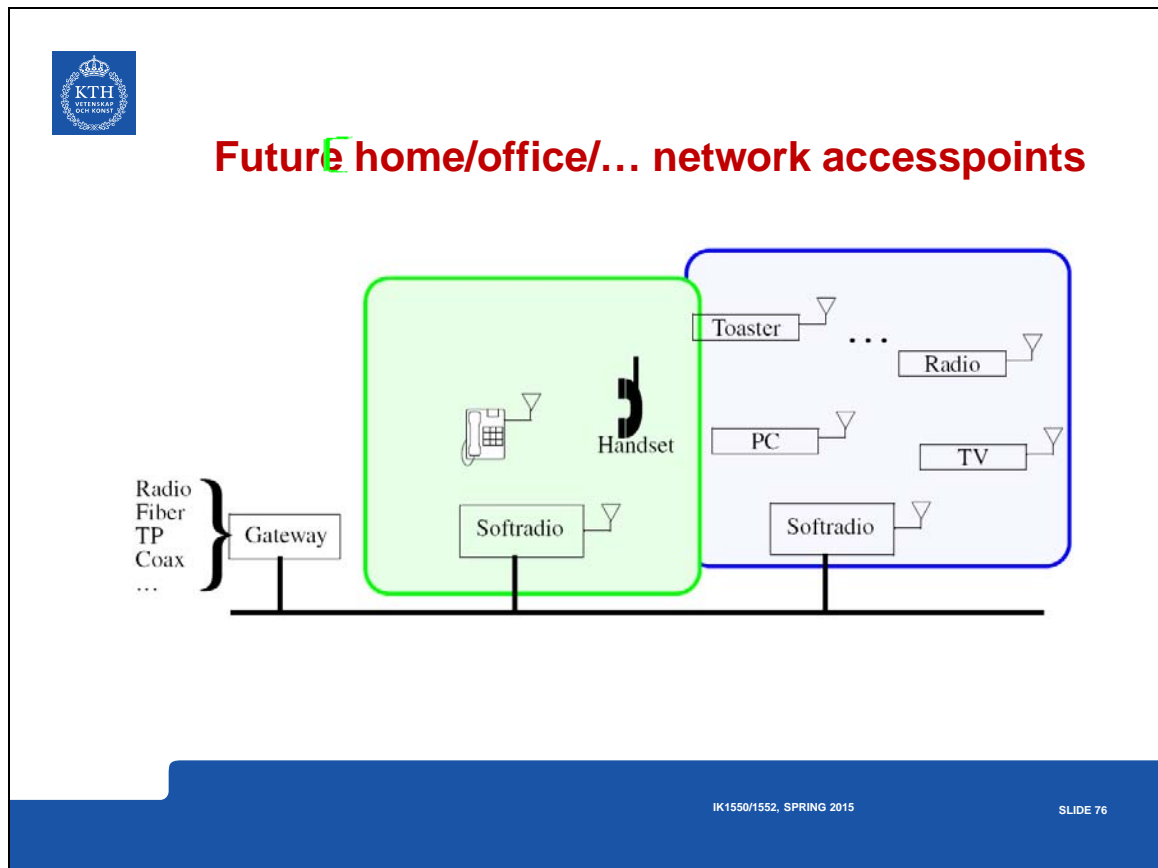 KTH
VETENSKAP
OCH KONST
Future home/office/… network accesspoints
Toaster
...
Radio
Handset
PC
TV
Radio
Fiber
TP
Coax
…
Gateway
Softradio
Softradio
IK1550/1552, SPRING 2015
SLIDE 76